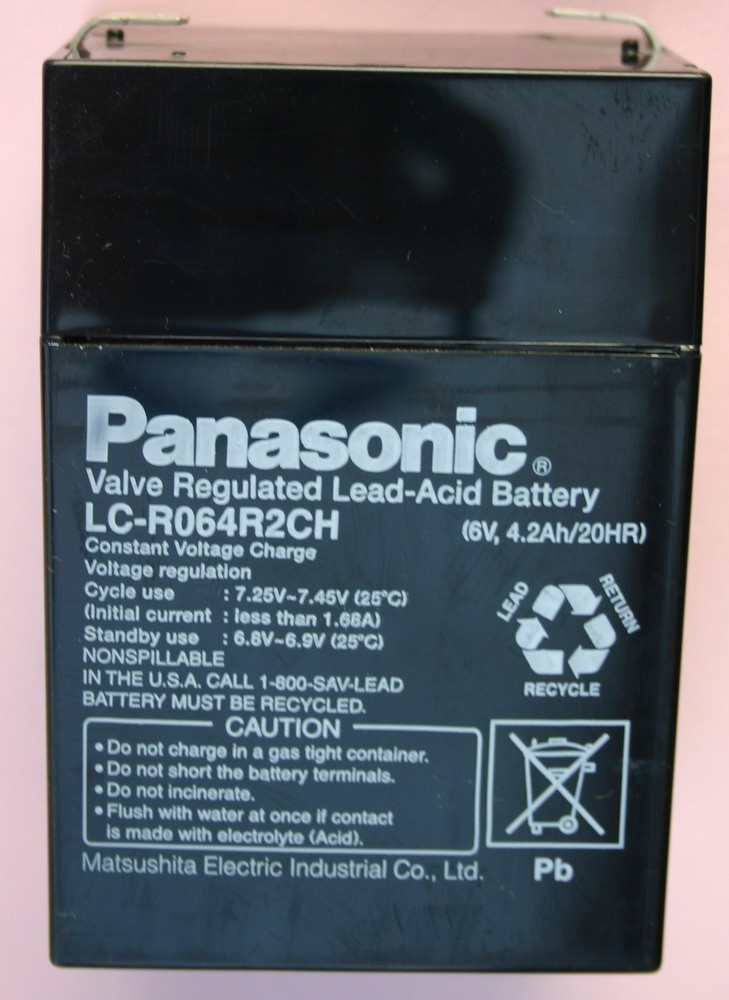 Panasonic®
Valve Regulated Lead-Acid Battery
LC-R064R2CH (6V, 4.2Ah/20HR)
Constant Voltage Charge
Voltage regulation
Cycle use : 7.25V~7.45V (25°C)
(Initial current : less than 1.68A)
Standby use : 6.8V~6.9V (25°C)
NONSPILLABLE
IN THE U.S.A. CALL 1-800-SAV-LEAD
BATTERY MUST BE RECYCLED.
LEAD
RETURN
RECYCLE
CAUTION
• Do not charge in a gas tight container.
• Do not short the battery terminals.
• Do not incinerate.
• Flush with water at once if contact
is made with electrolyte (Acid).
Matsushita Electric Industrial Co., Ltd.
Pb